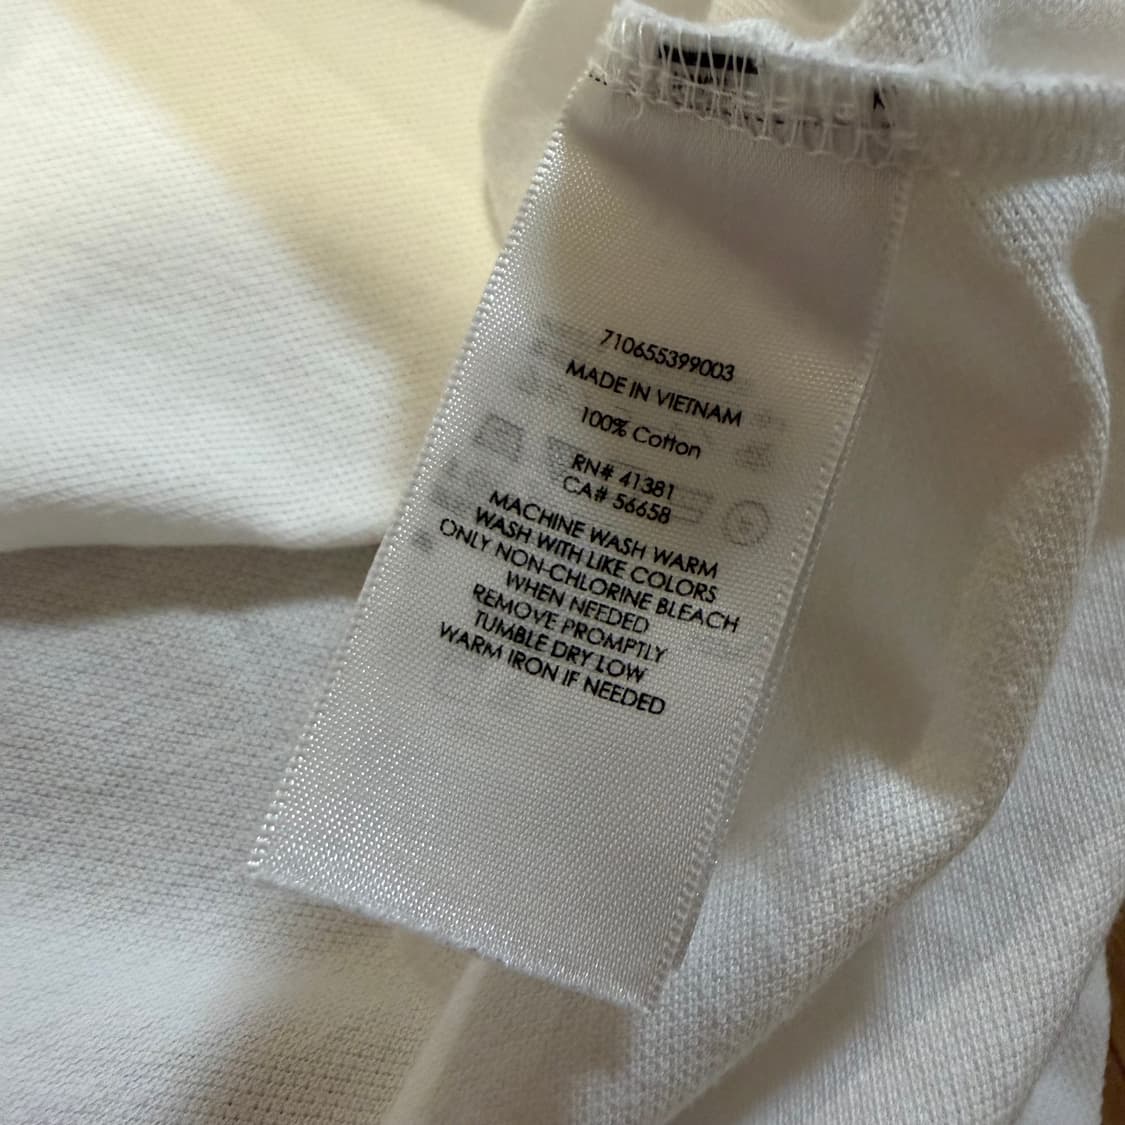 710655399003
MADE IN VIETNAM
100% Cotton
RN# 41381
CA# 56658
MACHINE WASH WARM
WASH WITH LIKE COLORS
ONLY NON-CHLORINE BLEACH
WHEN NEEDED
REMOVE PROMPTLY
TUMBLE DRY LOW
WARM IRON IF NEEDED